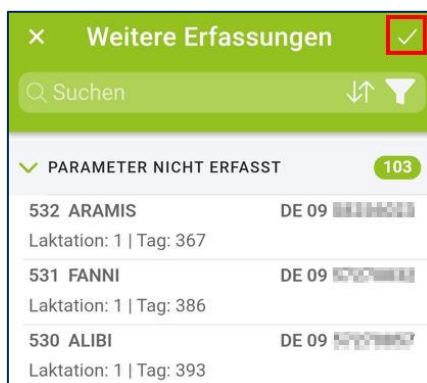 Weitere Erfassungen
Suchen
PARAMETER NICHT ERFASST 103
532 ARAMIS DE 09
Laktation: 1 | Tag: 367
531 FANNI DE 09
Laktation: 1 | Tag: 386
530 ALIBI DE 09
Laktation: 1 | Tag: 393